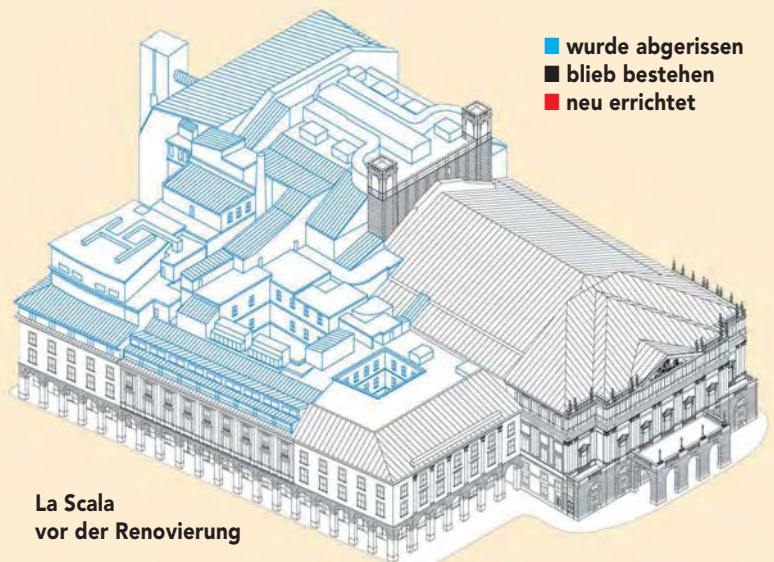 wurde abgerissen
blieb bestehen
neu errichtet
La Scala
vor der Renovierung